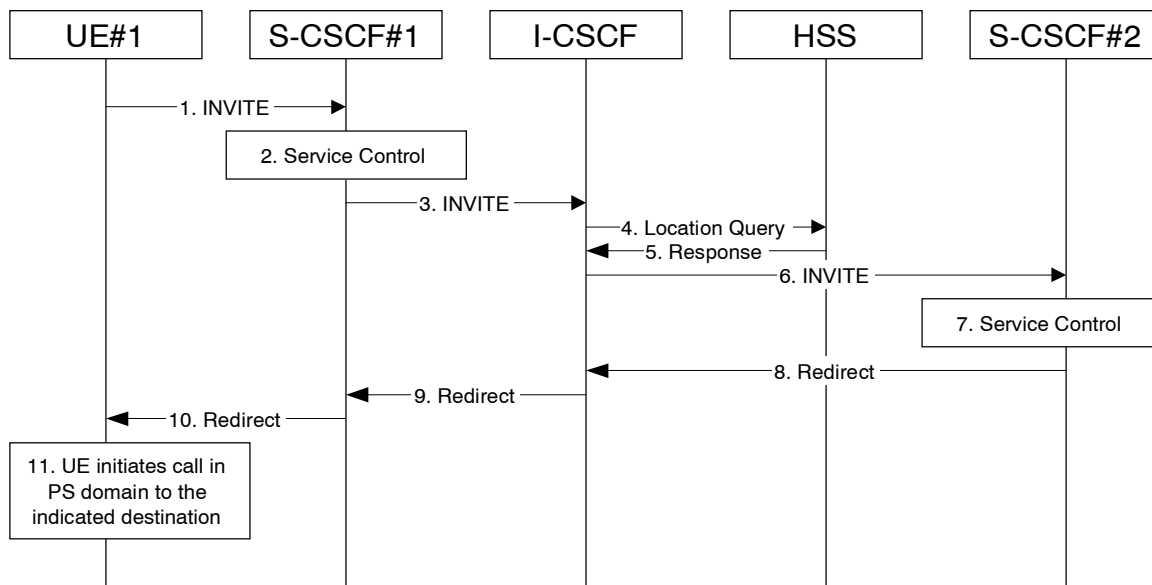 UE#1
S-CSCF#1
I-CSCF
HSS
S-CSCF#2
1. INVITE
2. Service Control
3. INVITE
4. Location Query
5. Response
6. INVITE
7. Service Control
8. Redirect
9. Redirect
10. Redirect
11. UE initiates call in
PS domain to the
indicated destination